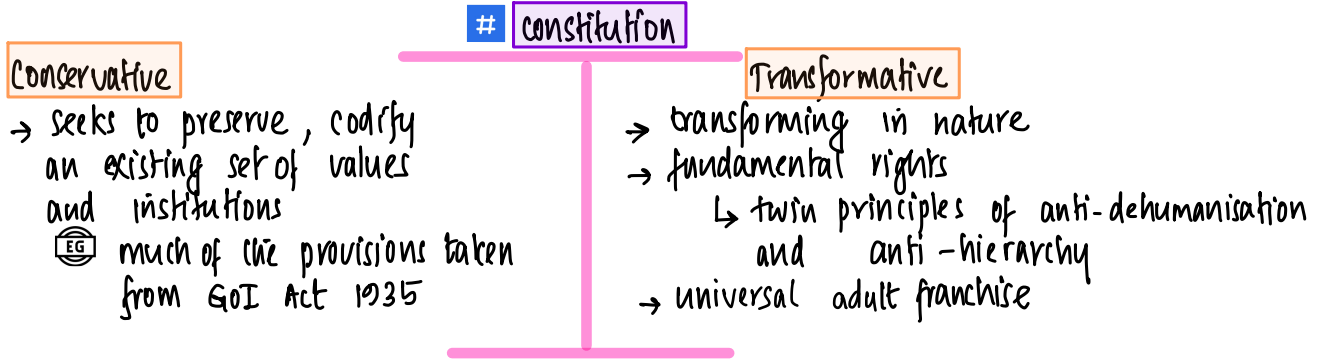 # constitution
Conservative
→ seeks to preserve, codify
an existing set of values
and institutions
EG much of the provisions taken
from GoI Act 1935
Transformative
→ transforming in nature
→ fundamental rights
↳ twin principles of anti-dehumanisation
and anti-hierarchy
→ universal adult franchise